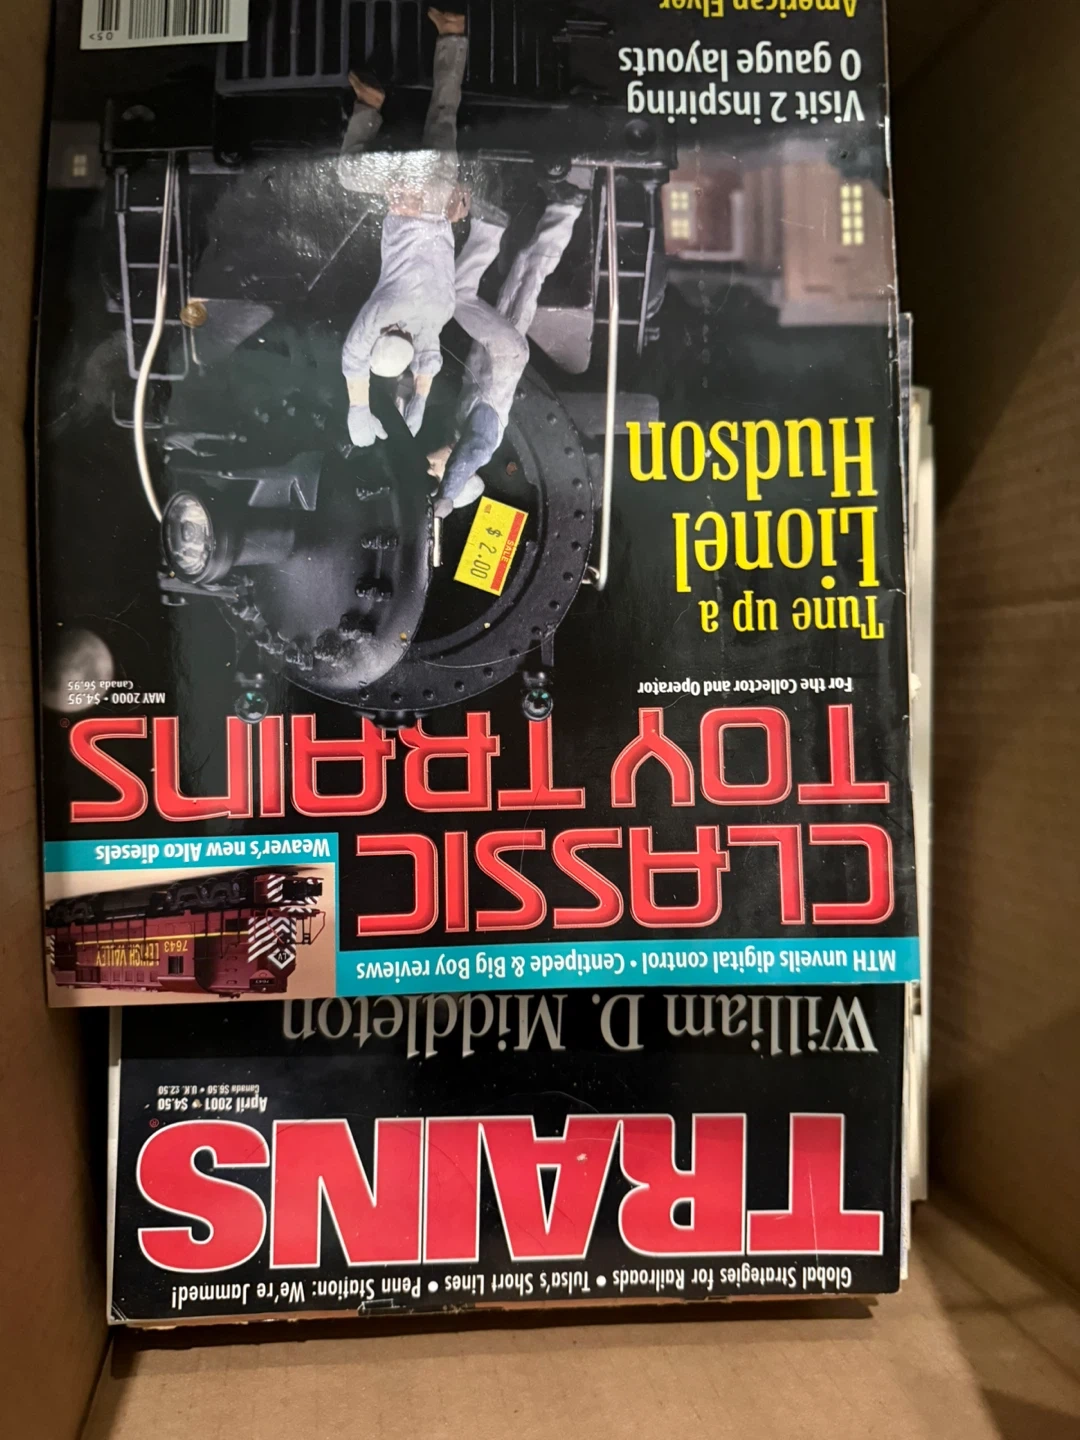 Global Strategies for Railroads • Tulsa's Short Lines • Penn Station: We're Jammed!
TRAINS®
April 2001 • $4.50
Canada $6.50 • U.K. £2.50
William D. Middleton
MTH unveils digital control • Centipede & Big Boy reviews
LV
7643
LEHIGH VALLEY
7643
Weaver's new Alco diesels
CLASSIC
TOY TRAINS®
For the Collector and Operator
MAY 2000 • $4.95
Canada $6.95
Tune up a
Lionel
Hudson
$2.00
Visit 2 inspiring
O gauge layouts
American Flyer
05>